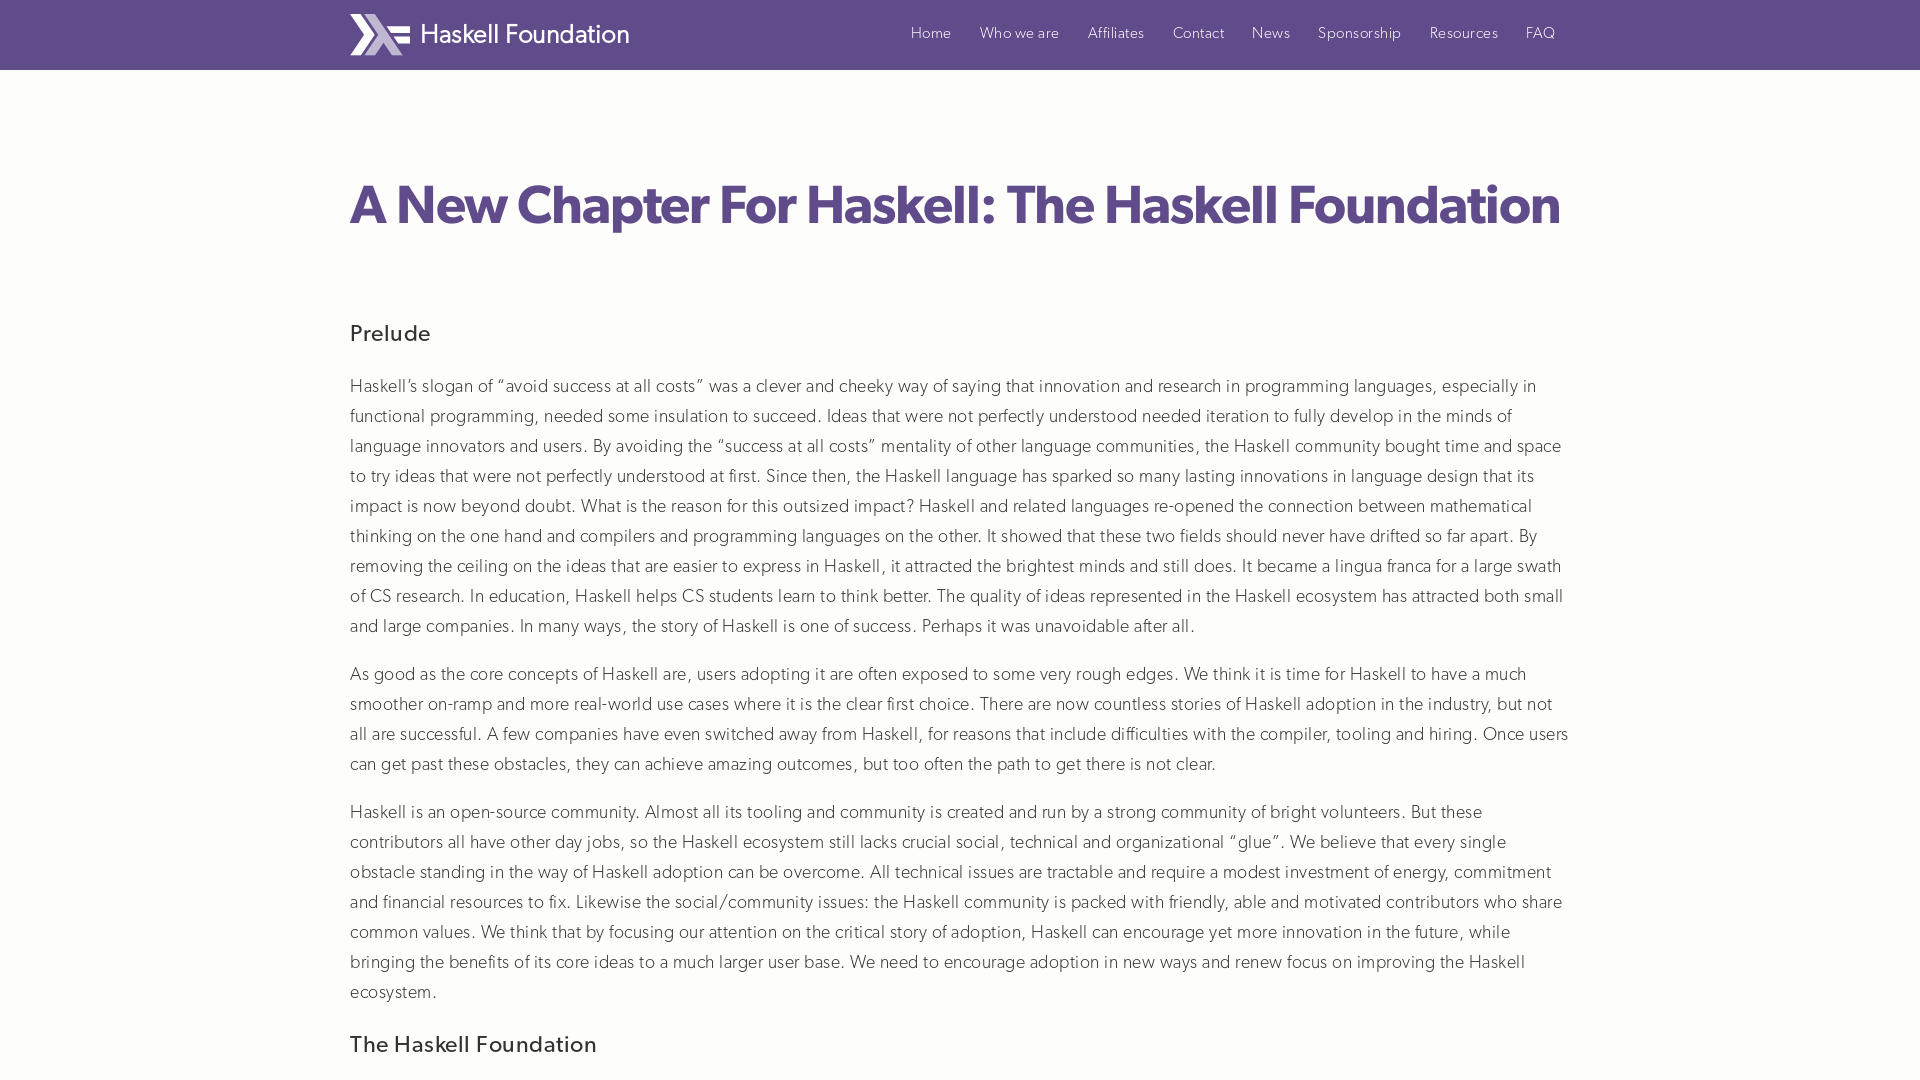 Haskell Foundation
Home Who we are Affiliates Contact News Sponsorship Resources FAQ
A New Chapter For Haskell: The Haskell Foundation
Prelude
Haskell’s slogan of “avoid success at all costs” was a clever and cheeky way of saying that innovation and research in programming languages, especially in
functional programming, needed some insulation to succeed. Ideas that were not perfectly understood needed iteration to fully develop in the minds of
language innovators and users. By avoiding the “success at all costs” mentality of other language communities, the Haskell community bought time and space
to try ideas that were not perfectly understood at first. Since then, the Haskell language has sparked so many lasting innovations in language design that its
impact is now beyond doubt. What is the reason for this outsized impact? Haskell and related languages re-opened the connection between mathematical
thinking on the one hand and compilers and programming languages on the other. It showed that these two fields should never have drifted so far apart. By
removing the ceiling on the ideas that are easier to express in Haskell, it attracted the brightest minds and still does. It became a lingua franca for a large swath
of CS research. In education, Haskell helps CS students learn to think better. The quality of ideas represented in the Haskell ecosystem has attracted both small
and large companies. In many ways, the story of Haskell is one of success. Perhaps it was unavoidable after all.
As good as the core concepts of Haskell are, users adopting it are often exposed to some very rough edges. We think it is time for Haskell to have a much
smoother on-ramp and more real-world use cases where it is the clear first choice. There are now countless stories of Haskell adoption in the industry, but not
all are successful. A few companies have even switched away from Haskell, for reasons that include difficulties with the compiler, tooling and hiring. Once users
can get past these obstacles, they can achieve amazing outcomes, but too often the path to get there is not clear.
Haskell is an open-source community. Almost all its tooling and community is created and run by a strong community of bright volunteers. But these
contributors all have other day jobs, so the Haskell ecosystem still lacks crucial social, technical and organizational “glue”. We believe that every single
obstacle standing in the way of Haskell adoption can be overcome. All technical issues are tractable and require a modest investment of energy, commitment
and financial resources to fix. Likewise the social/community issues: the Haskell community is packed with friendly, able and motivated contributors who share
common values. We think that by focusing our attention on the critical story of adoption, Haskell can encourage yet more innovation in the future, while
bringing the benefits of its core ideas to a much larger user base. We need to encourage adoption in new ways and renew focus on improving the Haskell
ecosystem.
The Haskell Foundation